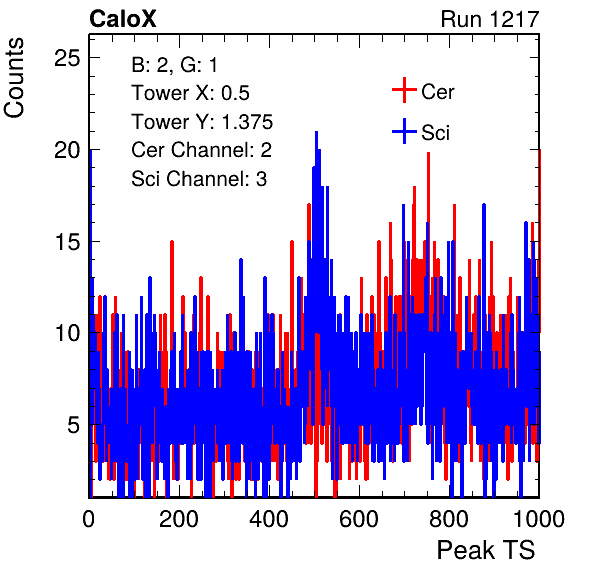 CaloX Run 1217
Counts
25
20
15
10
5
B: 2, G: 1
Tower X: 0.5
Tower Y: 1.375
Cer Channel: 2
Sci Channel: 3
Cer
Sci
0 200 400 600 800 1000
Peak TS